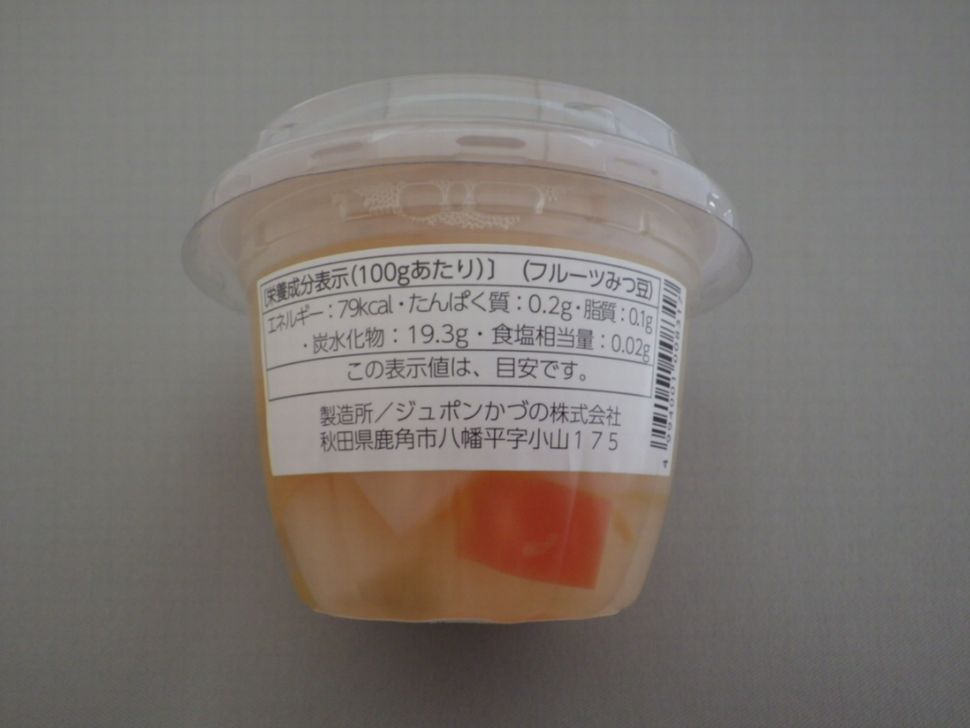 〔栄養成分表示(100gあたり)〕 (フルーツみつ豆)
エネルギー:79kcal・たんぱく質:0.2g・脂質:0.1g
・炭水化物:19.3g・食塩相当量:0.02g
この表示値は、目安です。
製造所/ジュポンかづの株式会社
秋田県鹿角市八幡平字小山175